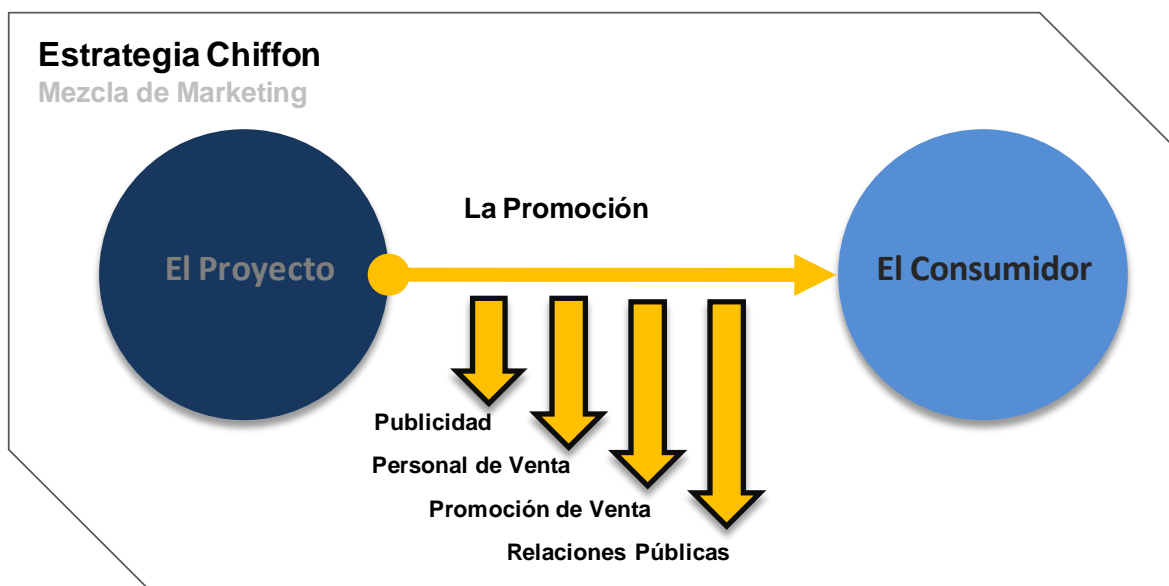 Estrategia Chiffon
Mezcla de Marketing
La Promoción
El Proyecto
El Consumidor
Publicidad
Personal de Venta
Promoción de Venta
Relaciones Públicas